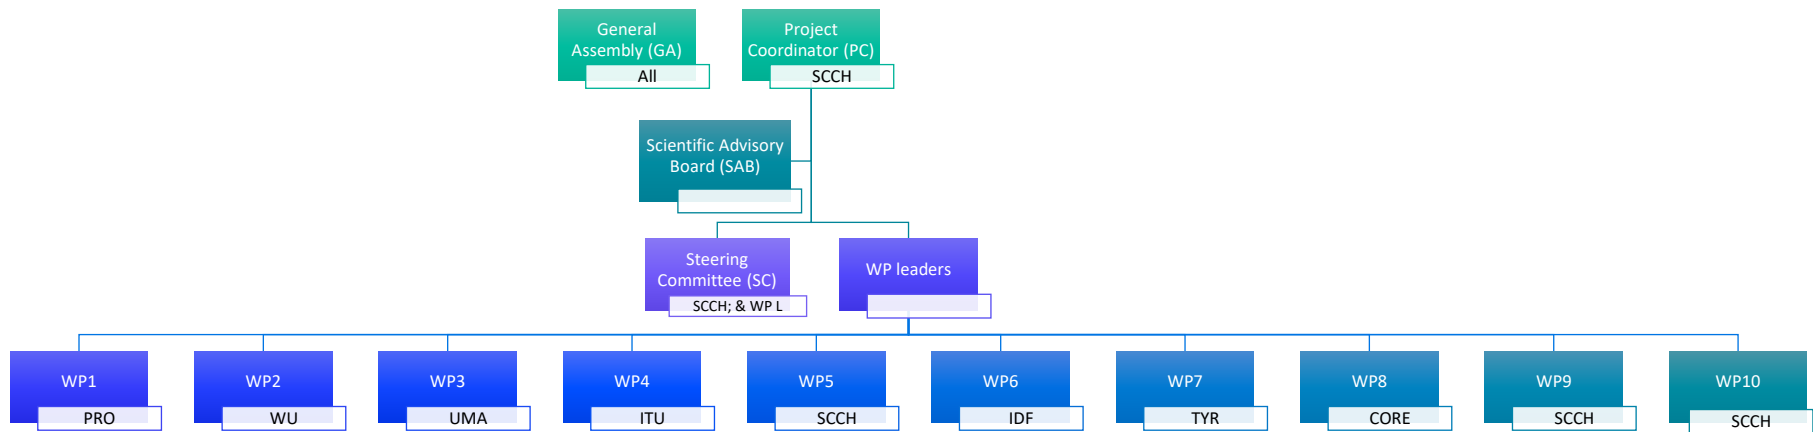 General
Assembly (GA)
All
Project
Coordinator (PC)
SCCH
Scientific Advisory
Board (SAB)
Steering
Committee (SC)
SCCH; & WP L
WP leaders
WP1
PRO
WP2
WU
WP3
UMA
WP4
ITU
WP5
SCCH
WP6
IDF
WP7
TYR
WP8
CORE
WP9
SCCH
WP10
SCCH